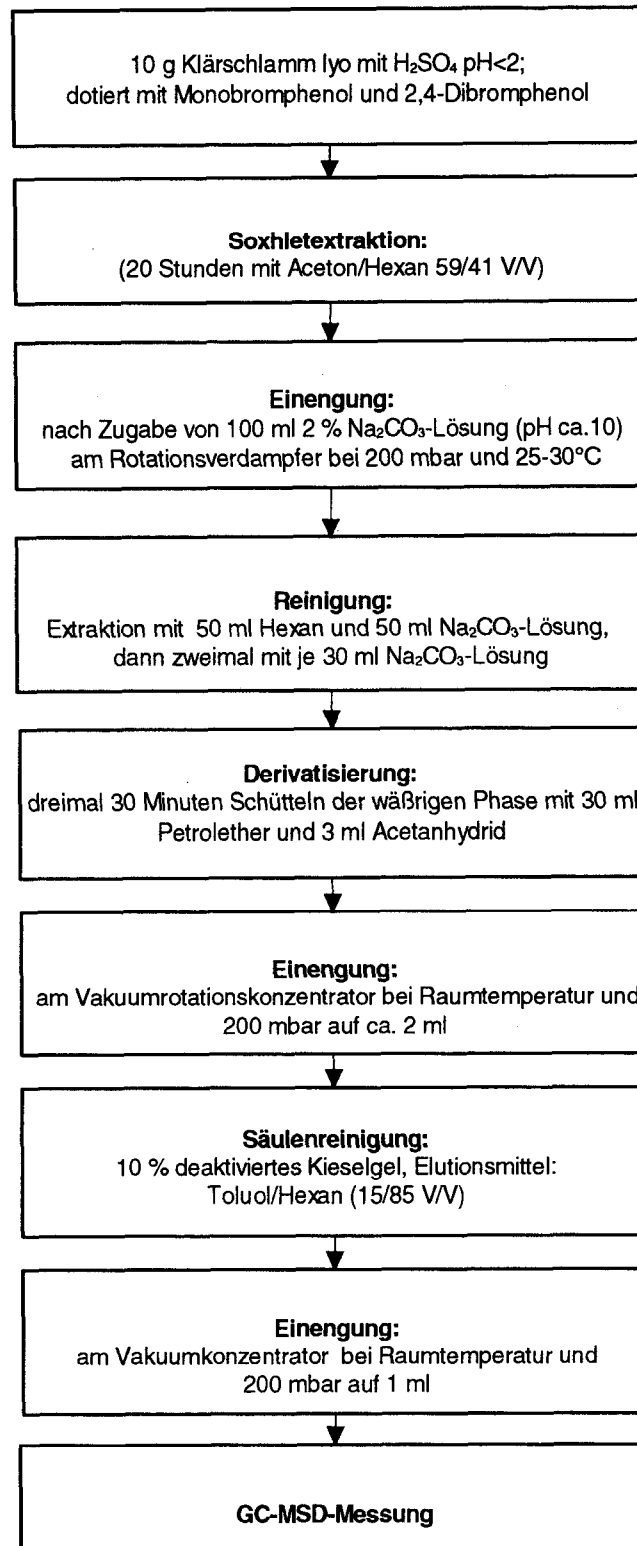 10 g Klärschlamm lyo mit H₂SO₄ pH<2;
dotiert mit Monobromphenol und 2,4-Dibromphenol
Soxhletextraktion:
(20 Stunden mit Aceton/Hexan 59/41 V/V)
Einengung:
nach Zugabe von 100 ml 2 % Na₂CO₃-Lösung (pH ca.10)
am Rotationsverdampfer bei 200 mbar und 25-30°C
Reinigung:
Extraktion mit 50 ml Hexan und 50 ml Na₂CO₃-Lösung,
dann zweimal mit je 30 ml Na₂CO₃-Lösung
Derivatisierung:
dreimal 30 Minuten Schütteln der wäßrigen Phase mit 30 ml
Petrolether und 3 ml Acetanhydrid
Einengung:
am Vakuumrotationskonzentrator bei Raumtemperatur und
200 mbar auf ca. 2 ml
Säulenreinigung:
10 % deaktiviertes Kieselgel, Elutionsmittel:
Toluol/Hexan (15/85 V/V)
Einengung:
am Vakuumkonzentrator bei Raumtemperatur und
200 mbar auf 1 ml
GC-MSD-Messung